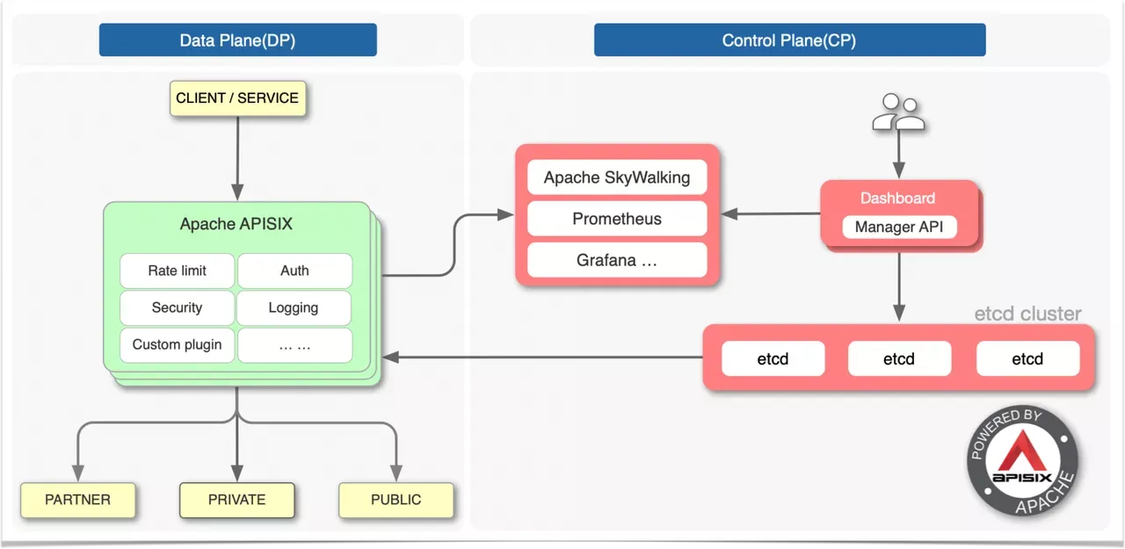 Data Plane(DP)
Control Plane(CP)
CLIENT / SERVICE
Apache APISIX
Rate limit
Auth
Security
Logging
Custom plugin
... ...
Apache SkyWalking
Prometheus
Grafana ...
Dashboard
Manager API
etcd cluster
etcd
etcd
etcd
PARTNER
PRIVATE
PUBLIC
POWERED BY
APISIX
APACHE